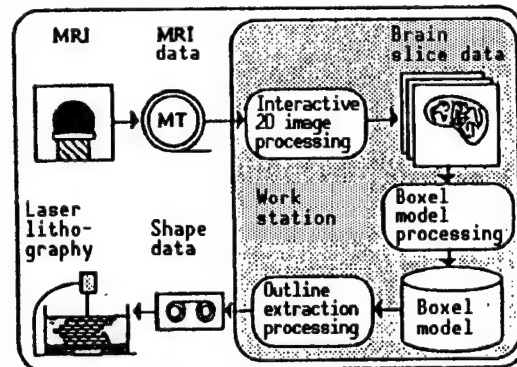 MRI
MRI
data
Brain
slice data
MT
Interactive
2D image
processing
Laser
litho-
graphy
Shape
data
Work
station
Boxel
model
processing
Outline
extraction
processing
Boxel
model